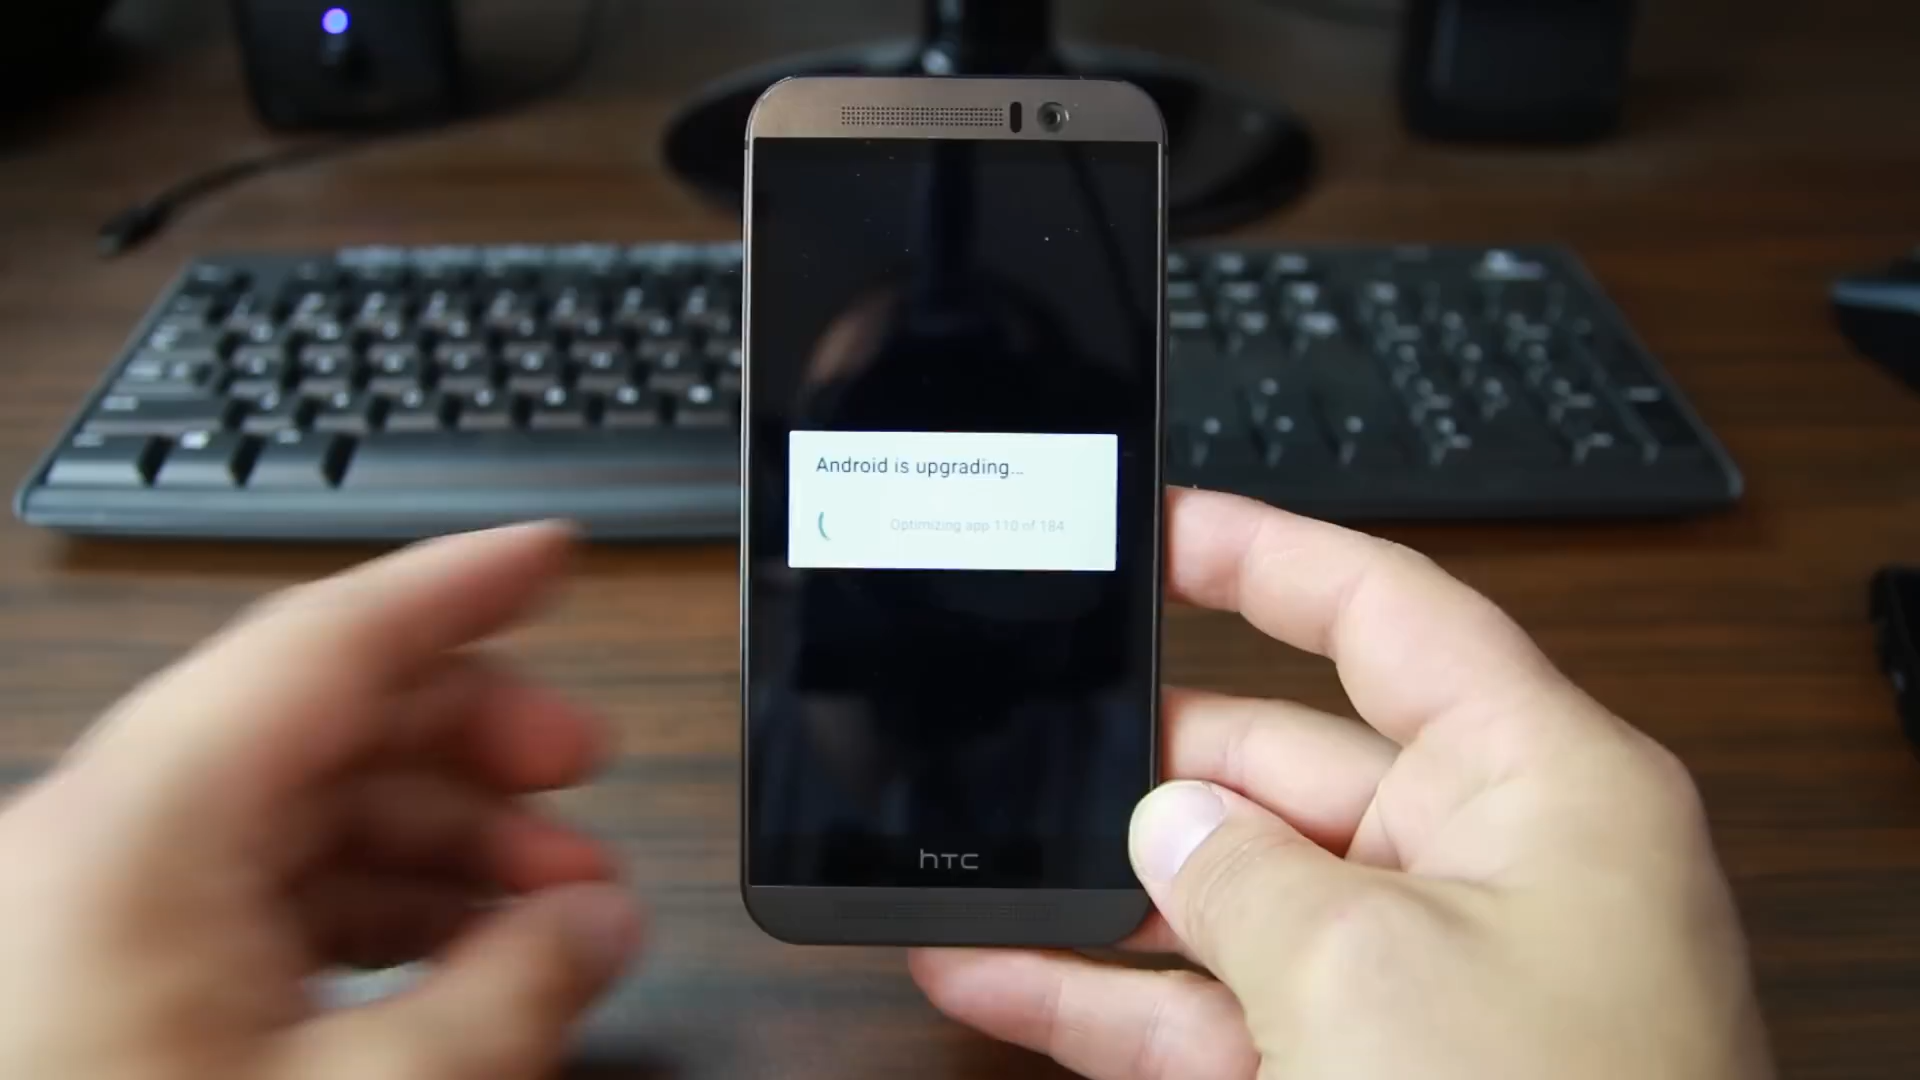 Android is upgrading...
Optimizing app 110 of 184
hTC